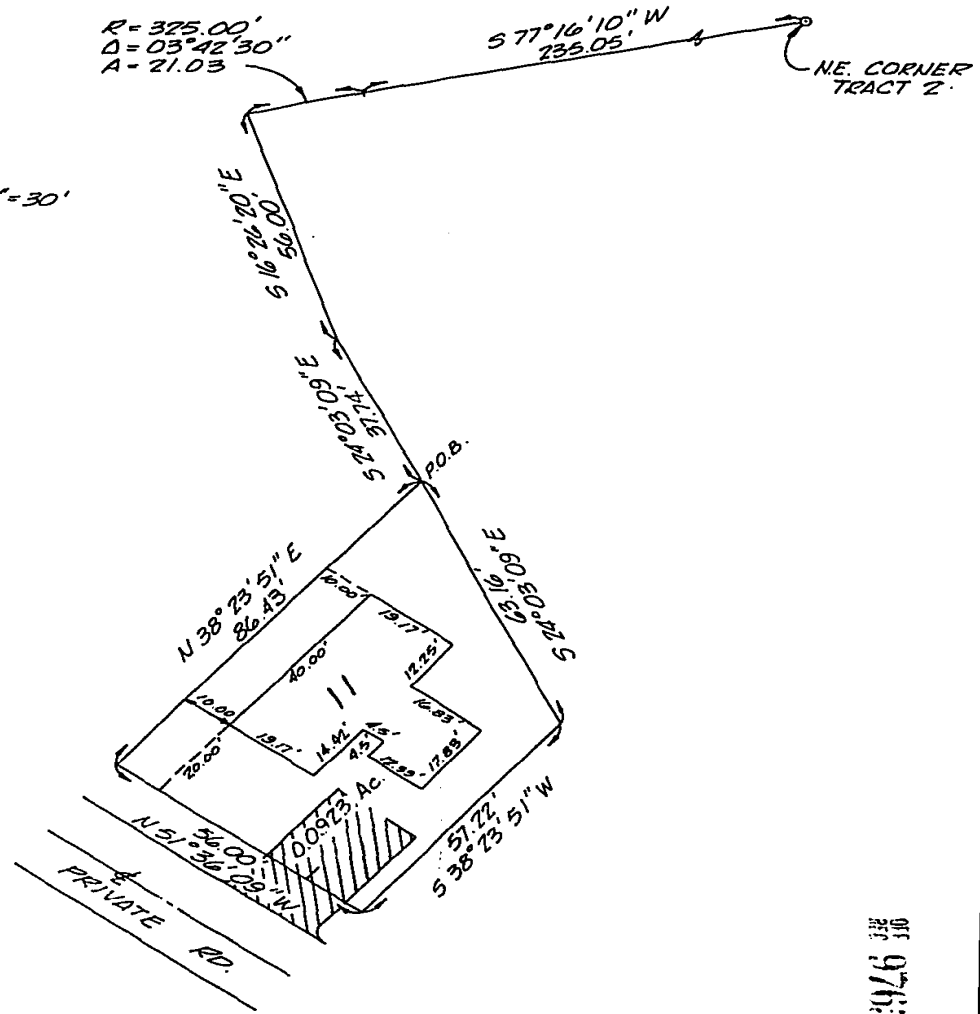 R = 325.00'
Δ = 03°42'30"
A = 21.03
S 77°16'10" W
235.05'
N.E. CORNER
TRACT 2.
"=30'
S 16°26'20" E
56.00'
S 24°03'09" E
37.74'
P.O.B.
S 24°03'09" E
63.16'
N 38°23'51" E
86.43'
10.00'
19.17'
40.00'
12.25'
11
16.83'
10.00
19.17'
14.42'
4.5'
4.5'
17.83'
20.00'
0.0923 Ac.
57.22'
S 38°23'51" W
56.00'
N 51°36'09" W
℄
PRIVATE RD.